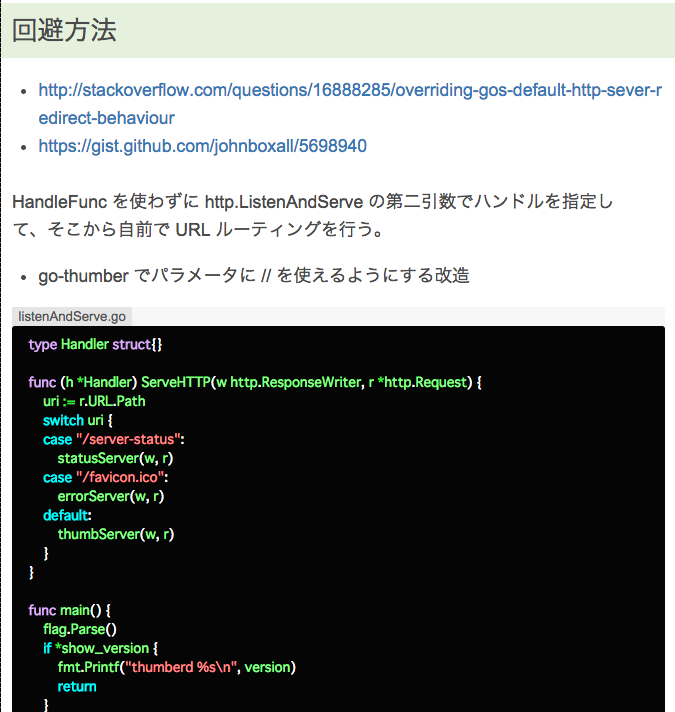 回避方法
http://stackoverflow.com/questions/16888285/overriding-gos-default-http-sever-r
edirect-behaviour
https://gist.github.com/johnboxall/5698940
HandleFunc を使わずに http.ListenAndServe の第二引数でハンドルを指定し
て、そこから自前で URL ルーティングを行う。
go-thumber でパラメータに // を使えるようにする改造
listenAndServe.go
type Handler struct{}
func (h *Handler) ServeHTTP(w http.ResponseWriter, r *http.Request) {
    uri := r.URL.Path
    switch uri {
    case "/server-status":
        statusServer(w, r)
    case "/favicon.ico":
        errorServer(w, r)
    default:
        thumbServer(w, r)
    }
}
func main() {
    flag.Parse()
    if *show_version {
        fmt.Printf("thumberd %s\n", version)
        return
    }